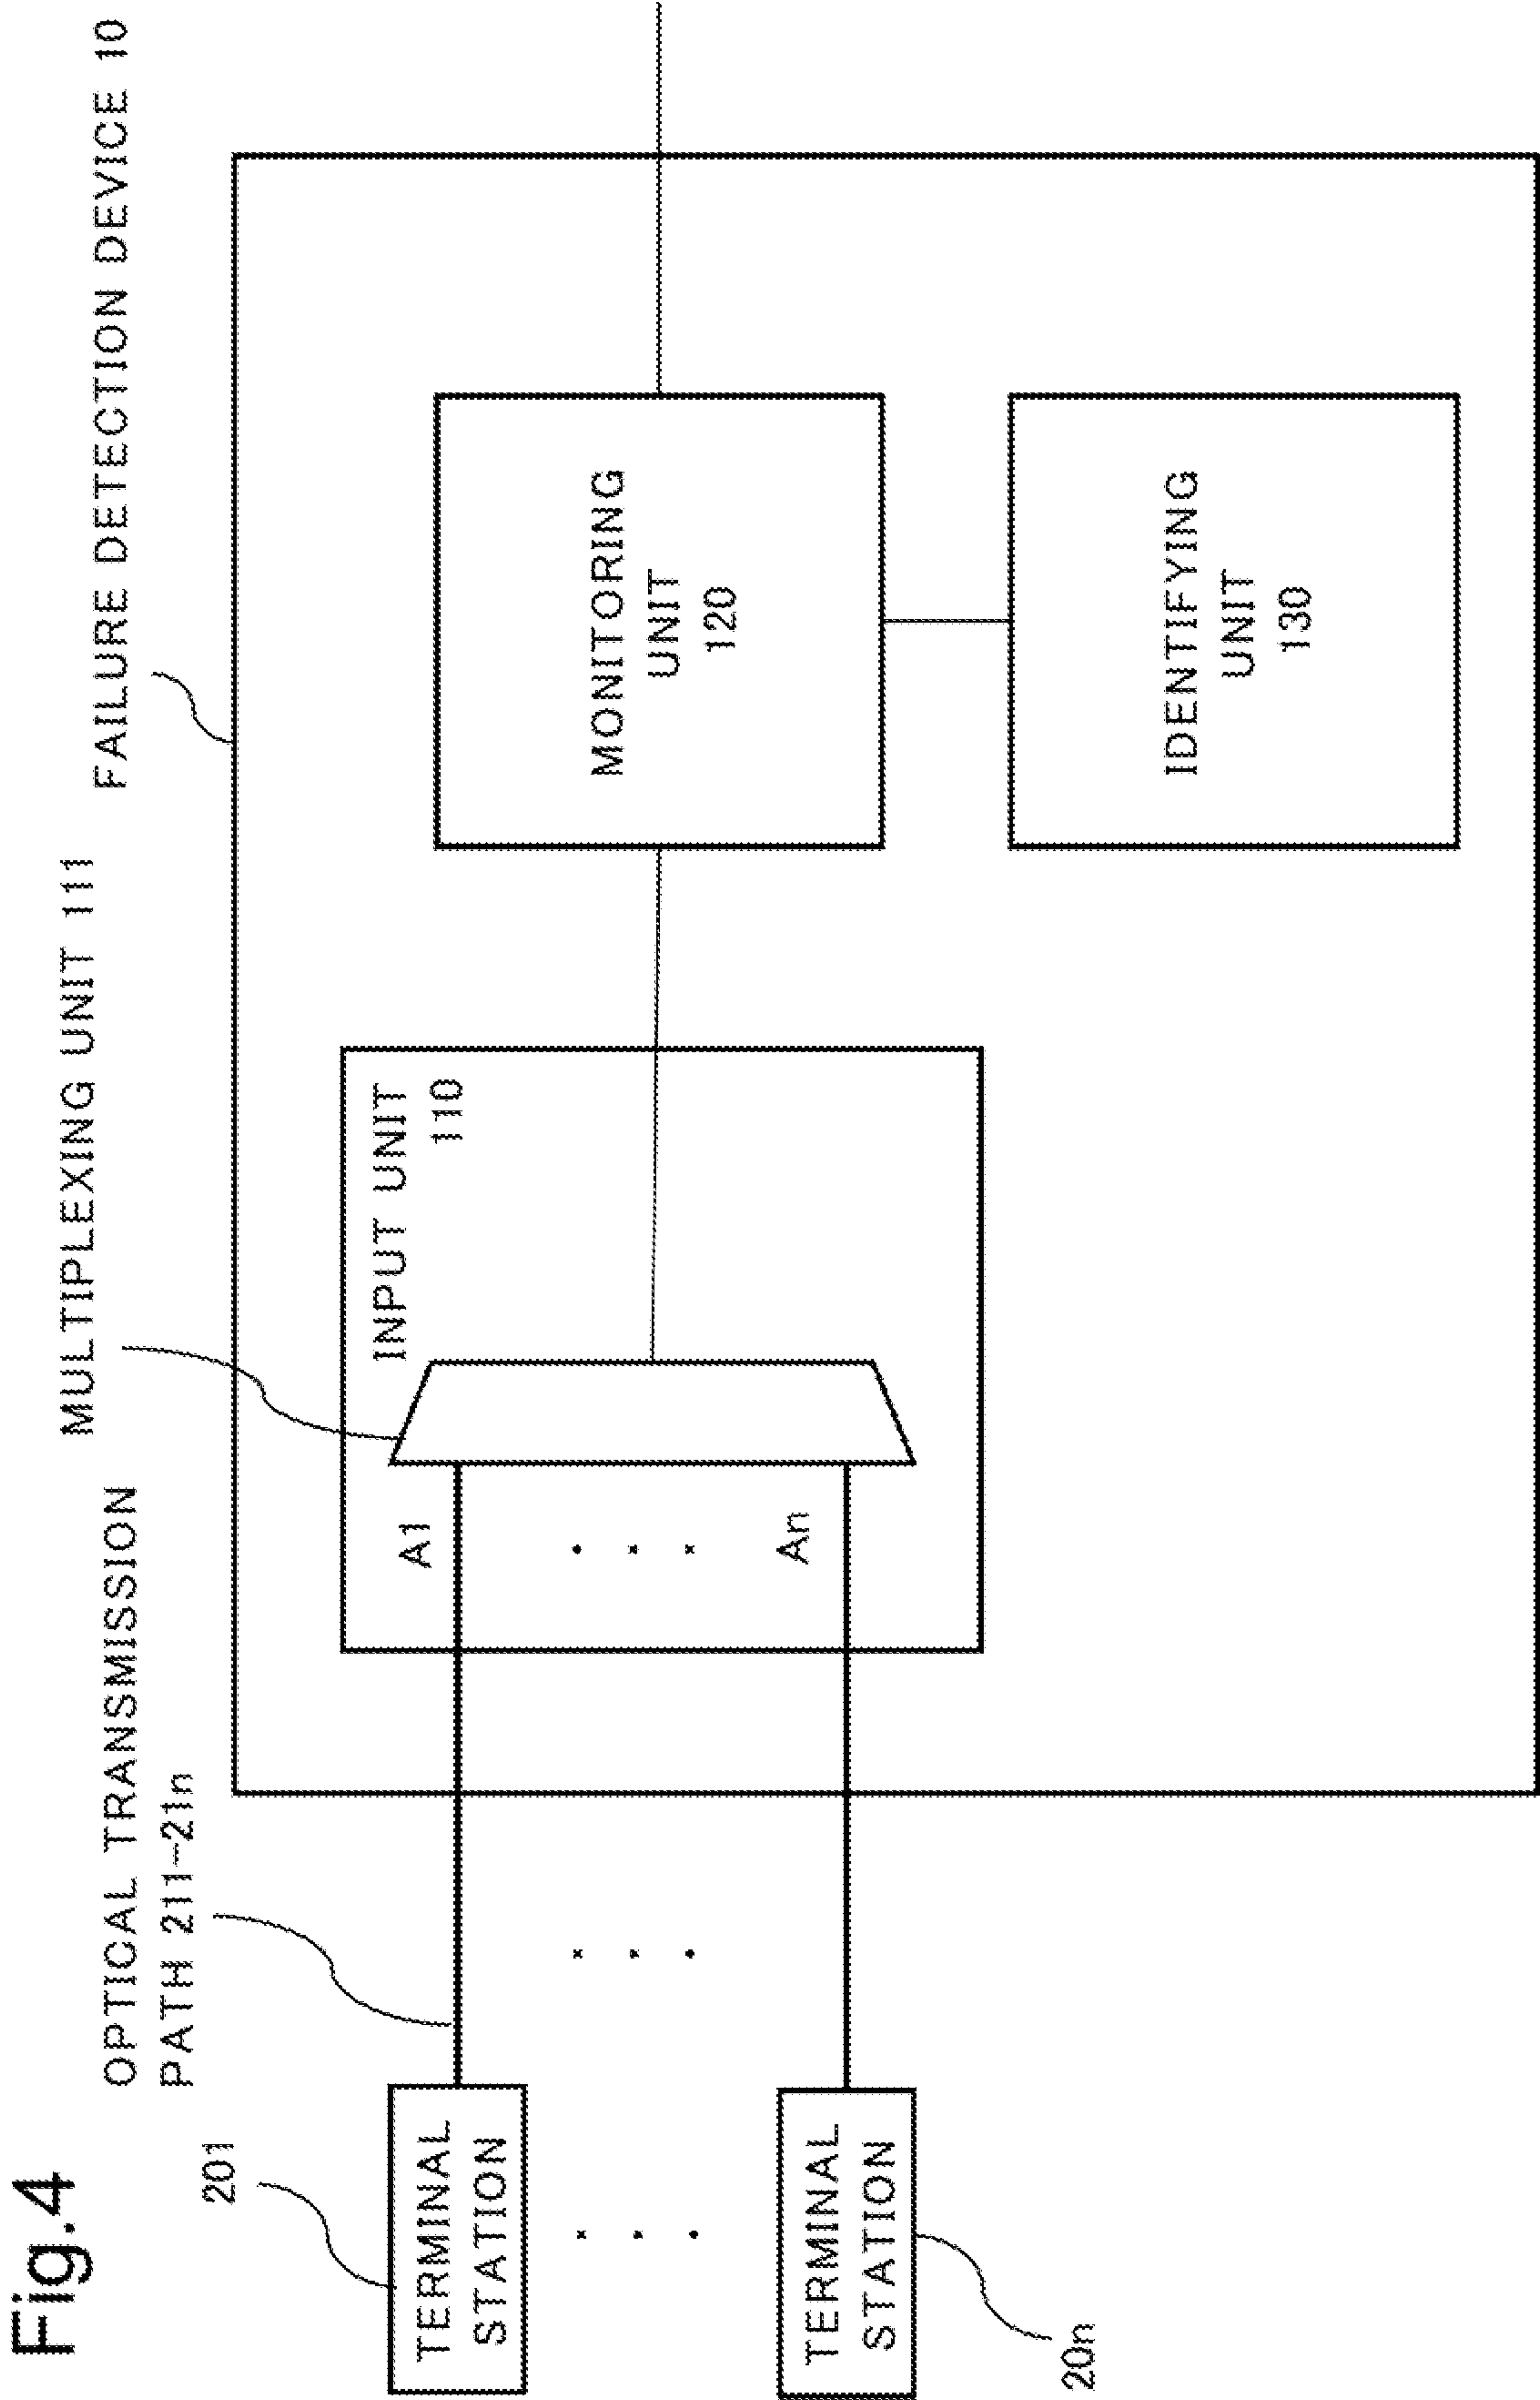 Fig.4
OPTICAL TRANSMISSION
PATH 211-21n
MULTIPLEXING UNIT 111
FAILURE DETECTION DEVICE 10
201
TERMINAL
STATION
TERMINAL
STATION
20n
A1
An
INPUT UNIT
110
MONITORING
UNIT
120
IDENTIFYING
UNIT
130